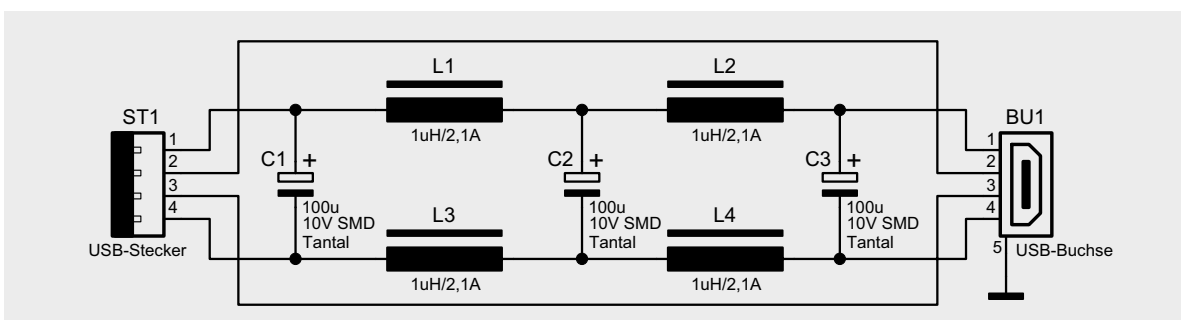 L1
L2
ST1
BU1
1uH/2,1A
1uH/2,1A
1
2
3
4
C1
+
C2
+
C3
+
1
2
3
4
5
100u
10V SMD
Tantal
100u
10V SMD
Tantal
100u
10V SMD
Tantal
L3
L4
USB-Stecker
USB-Buchse
1uH/2,1A
1uH/2,1A